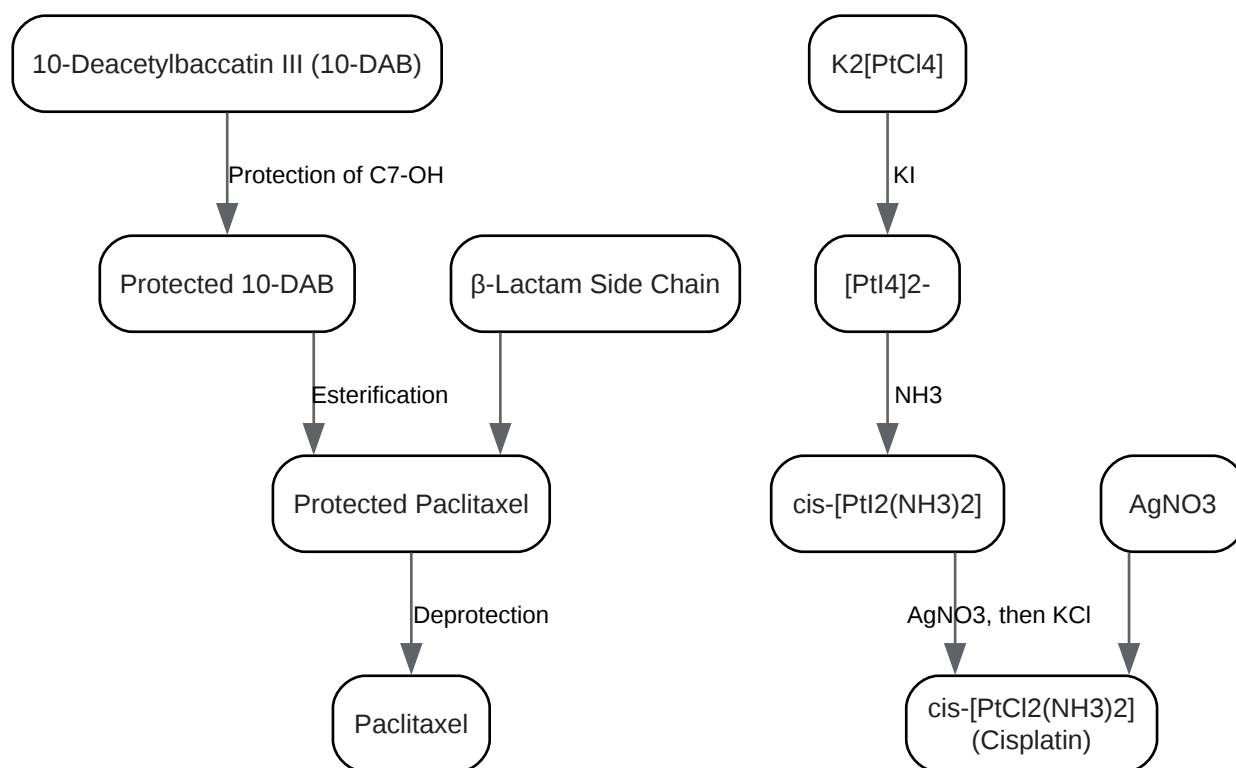 10-Deacetylbaccatin III (10-DAB)
K2[PtCl4]
Protection of C7-OH
KI
Protected 10-DAB
β-Lactam Side Chain
[PtI4]2-
Esterification
NH3
Protected Paclitaxel
cis-[PtI2(NH3)2]
AgNO3
Deprotection
AgNO3, then KCl
Paclitaxel
cis-[PtCl2(NH3)2]
(Cisplatin)